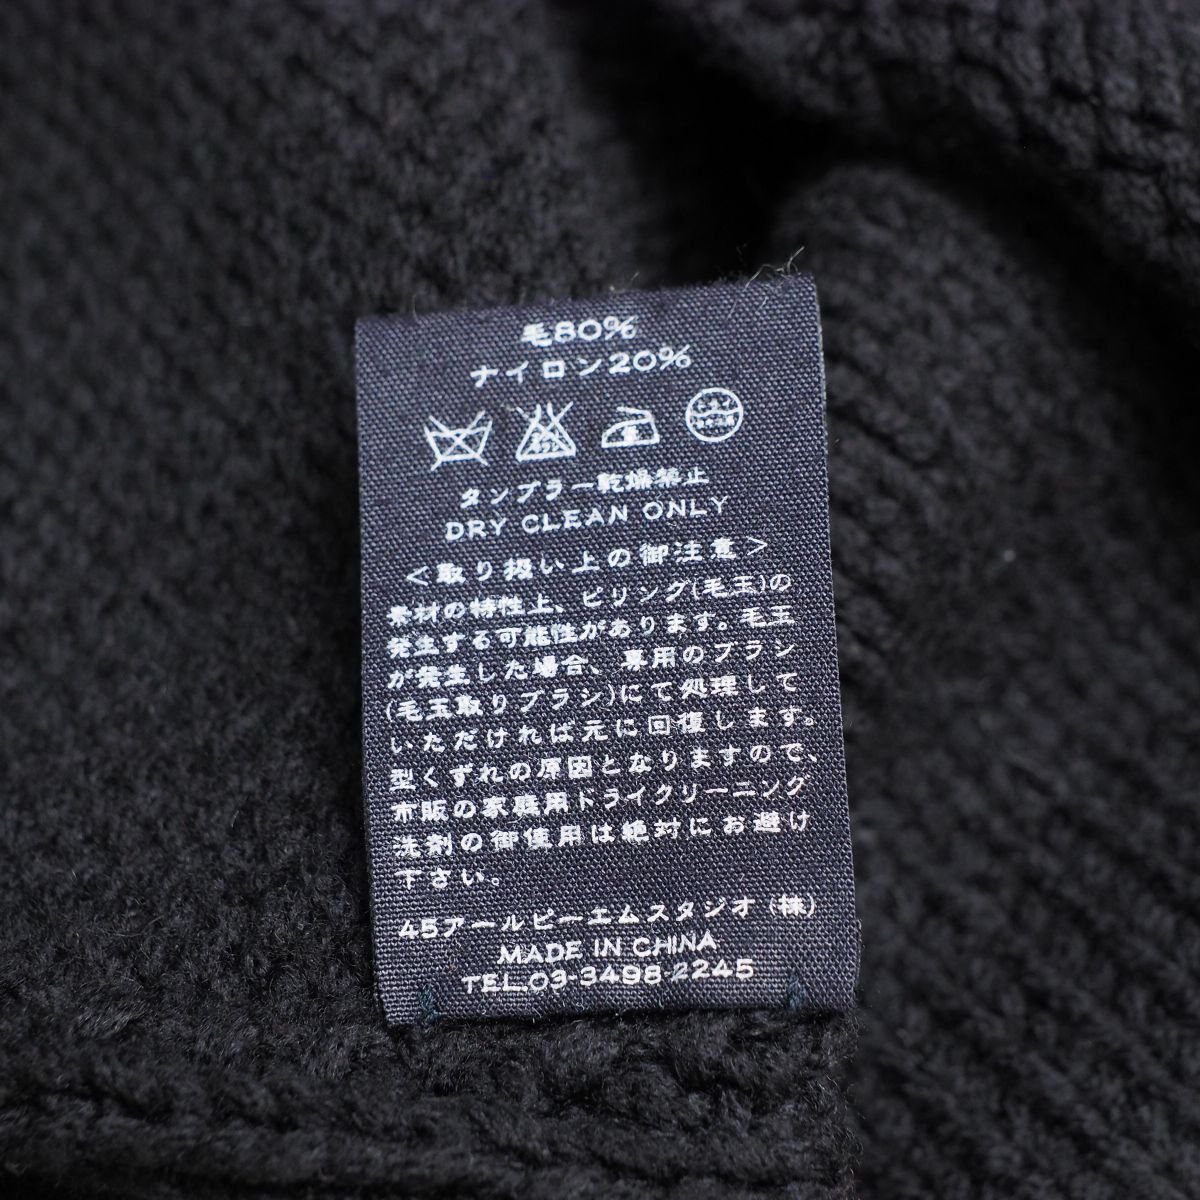 毛80%
ナイロン20%
タンブラー乾燥禁止
DRY CLEAN ONLY
<取り扱い上の御注意>
素材の特性上、ピリング(毛玉)の
発生する可能性があります。毛玉
が発生した場合、専用のブラシ
(毛玉取りブラシ)にて処理して
いただければ元に回復します。
型くずれの原因となりますので、
市販の家庭用ドライクリーニング
洗剤の御使用は絶対にお避け
下さい。
45アールピーエムスタジオ(株)
MADE IN CHINA
TEL.03-3498-2245